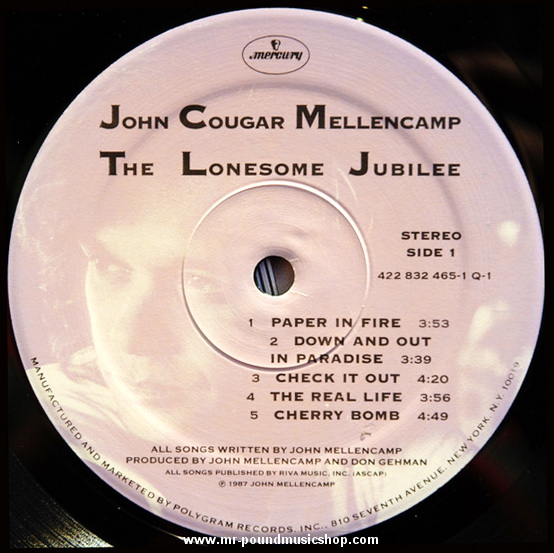 mercury
JOHN COUGAR MELLENCAMP
THE LONESOME JUBILEE
STEREO
SIDE 1
422 832 465-1 Q-1
1 PAPER IN FIRE 3:53
2 DOWN AND OUT
IN PARADISE 3:39
3 CHECK IT OUT 4:20
4 THE REAL LIFE 3:56
5 CHERRY BOMB 4:49
ALL SONGS WRITTEN BY JOHN MELLENCAMP
PRODUCED BY JOHN MELLENCAMP AND DON GEHMAN
ALL SONGS PUBLISHED BY RIVA MUSIC, INC. (ASCAP)
℗ 1987 JOHN MELLENCAMP
MANUFACTURED AND MARKETED BY POLYGRAM RECORDS, INC., 810 SEVENTH AVENUE, NEW YORK, N.Y. 10019
www.mr-poundmusicshop.com